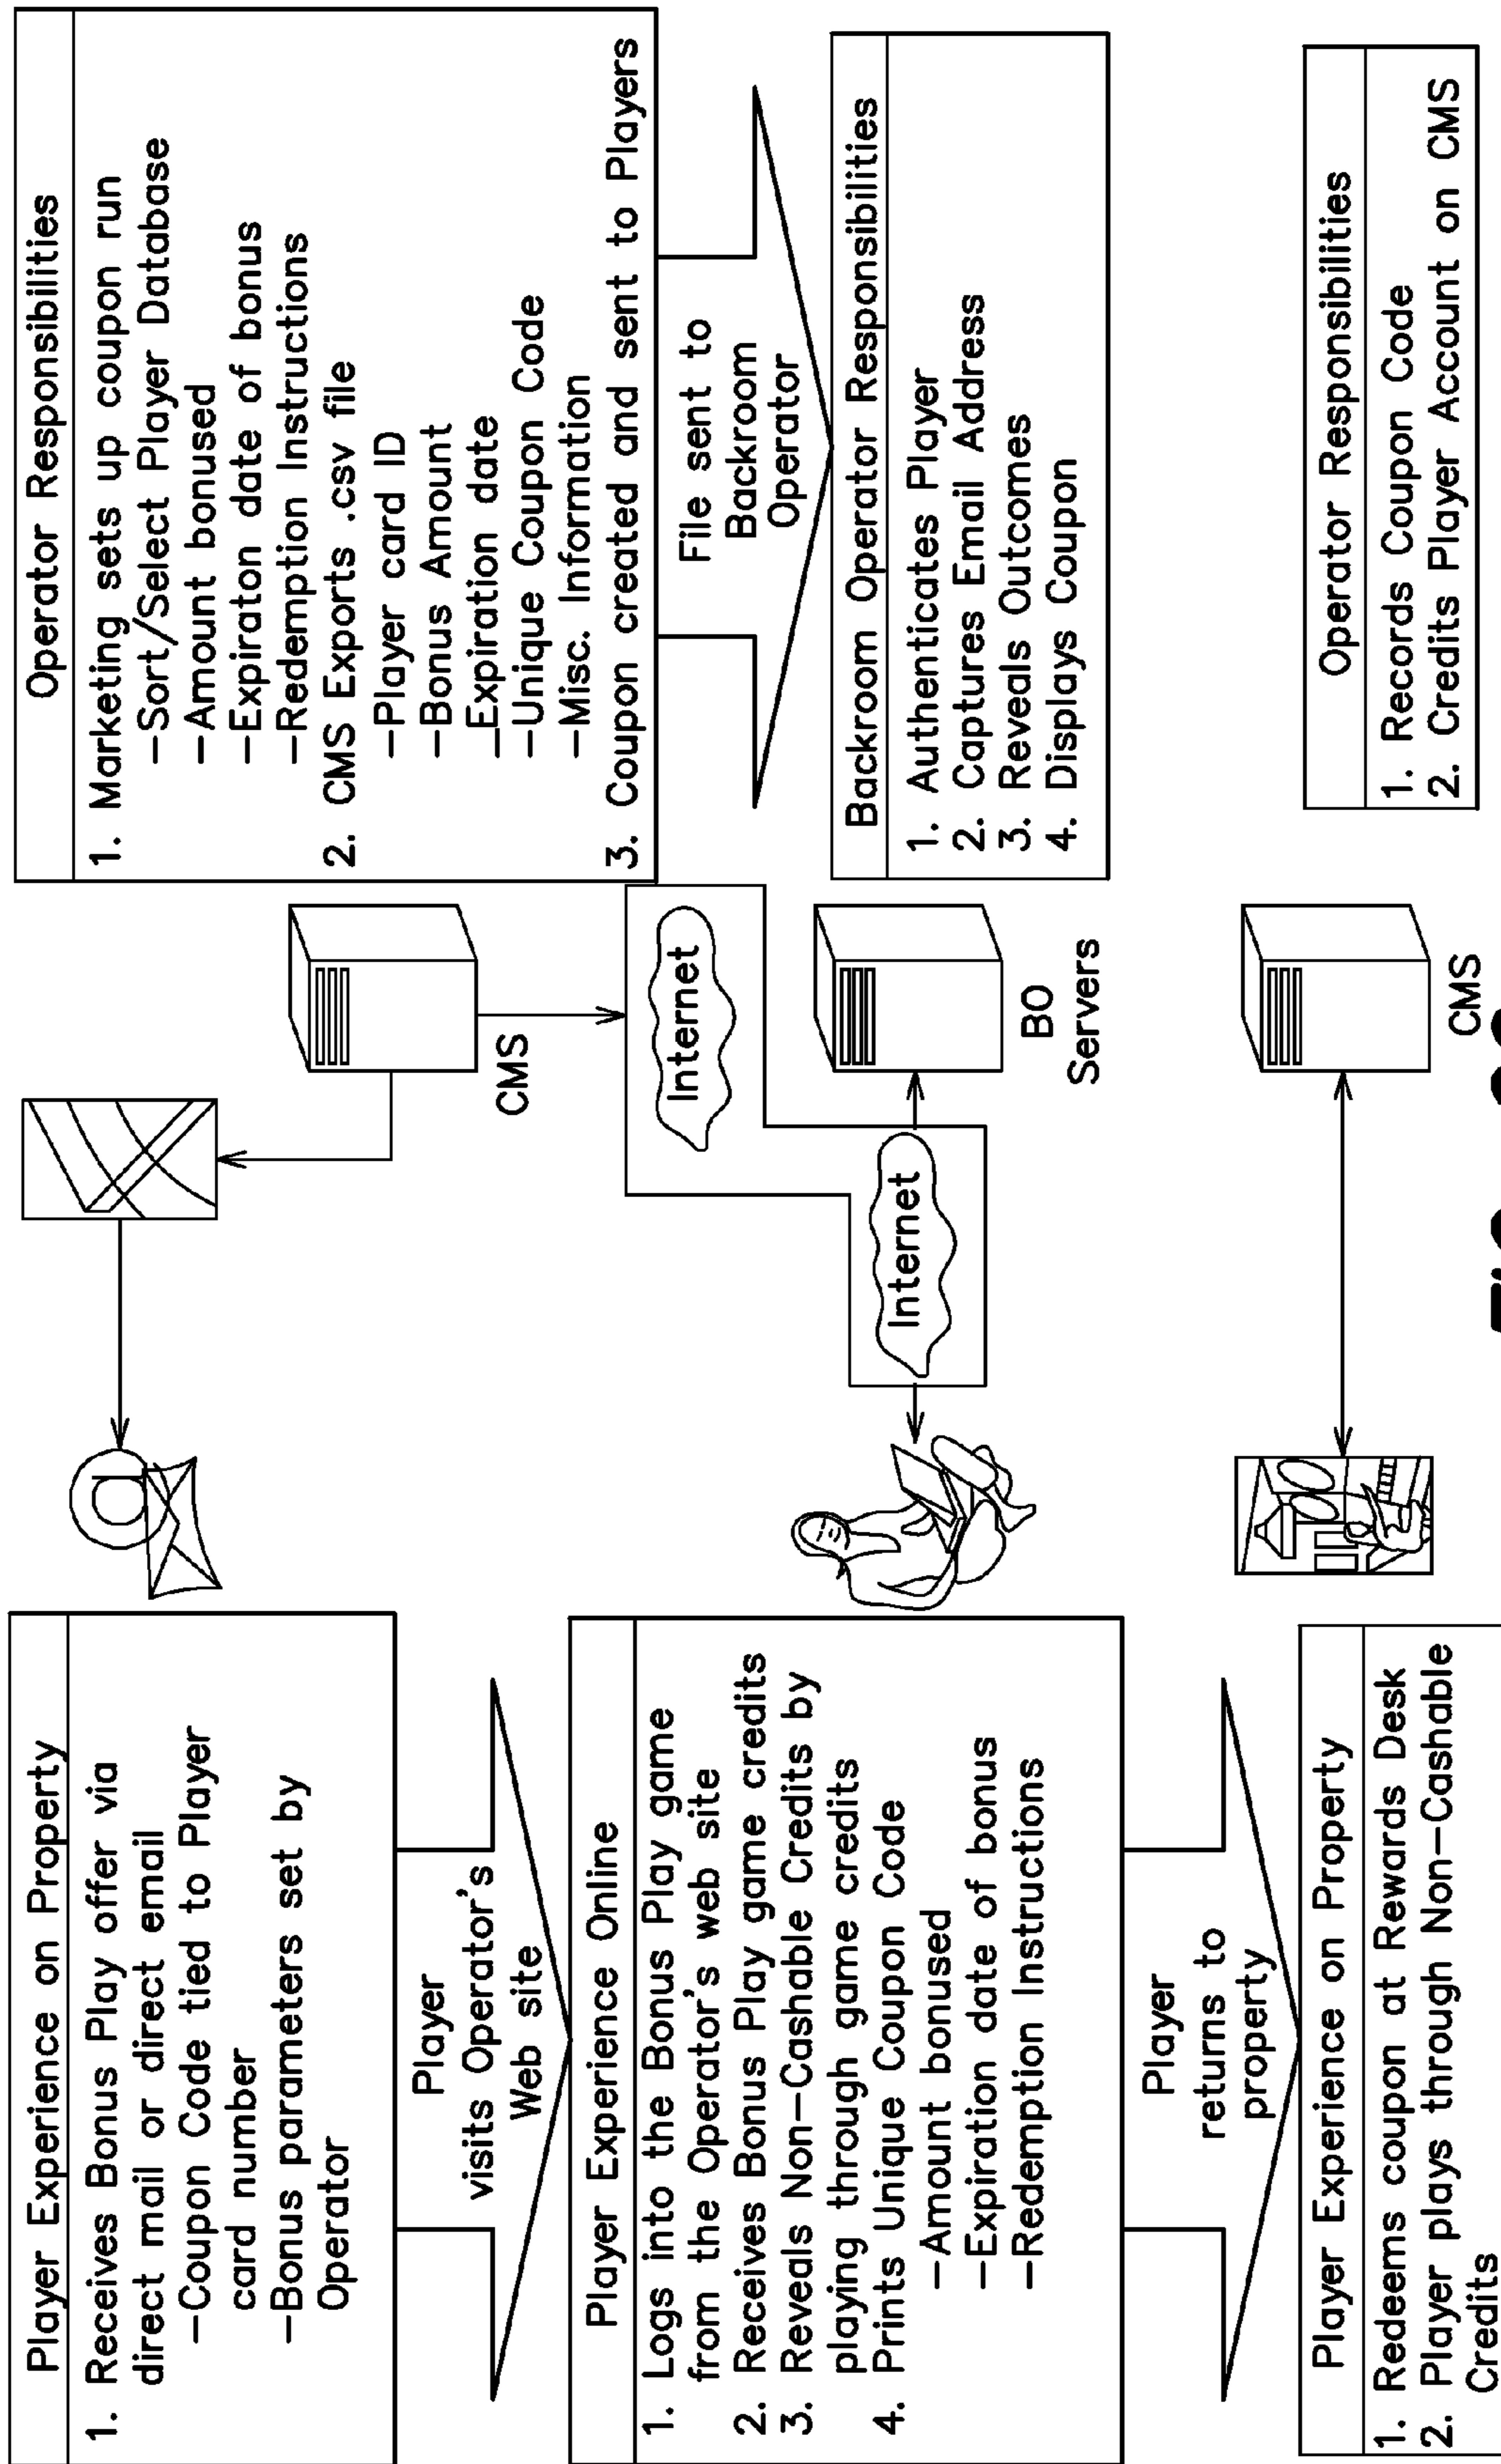 Player Experience on Property
1. Receives Bonus Play offer via
direct mail or direct email
—Coupon Code tied to Player
card number
—Bonus parameters set by
Operator
Player
visits Operator's
Web site
Player Experience Online
1. Logs into the Bonus Play game
from the Operator's web site
2. Receives Bonus Play game credits
3. Reveals Non—Cashable Credits by
playing through game credits
4. Prints Unique Coupon Code
—Amount bonused
—Expiration date of bonus
—Redemption Instructions
Player
returns to
property
Player Experience on Property
1. Redeems coupon at Rewards Desk
2. Player plays through Non—Cashable
Credits
CMS
Internet
Internet
BO
Servers
CMS
Operator Responsibilities
1. Marketing sets up coupon run
—Sort/Select Player Database
—Amount bonused
—Expiraton date of bonus
—Redemption Instructions
2. CMS Exports .csv file
—Player card ID
—Bonus Amount
—Expiration date
—Unique Coupon Code
—Misc. Information
3. Coupon created and sent to Players
File sent to
Backroom
Operator
Backroom Operator Responsibilities
1. Authenticates Player
2. Captures Email Address
3. Reveals Outcomes
4. Displays Coupon
Operator Responsibilities
1. Records Coupon Code
2. Credits Player Account on CMS